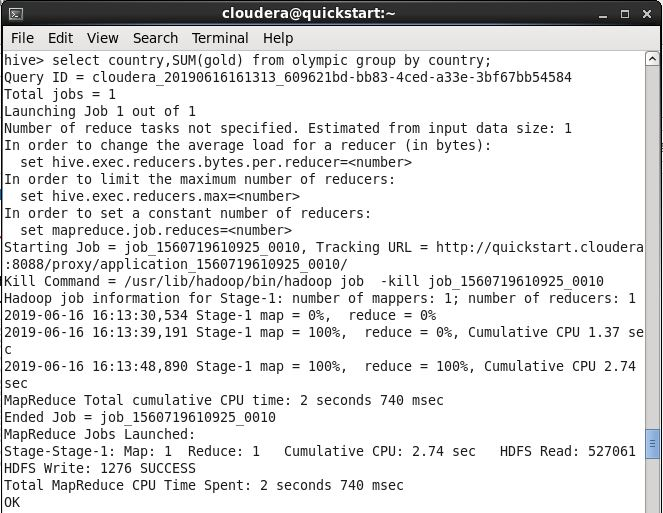 cloudera@quickstart:~
File Edit View Search Terminal Help
hive> select country,SUM(gold) from olympic group by country;
Query ID = cloudera_20190616161313_609621bd-bb83-4ced-a33e-3bf67bb54584
Total jobs = 1
Launching Job 1 out of 1
Number of reduce tasks not specified. Estimated from input data size: 1
In order to change the average load for a reducer (in bytes):
  set hive.exec.reducers.bytes.per.reducer=<number>
In order to limit the maximum number of reducers:
  set hive.exec.reducers.max=<number>
In order to set a constant number of reducers:
  set mapreduce.job.reduces=<number>
Starting Job = job_1560719610925_0010, Tracking URL = http://quickstart.cloudera
:8088/proxy/application_1560719610925_0010/
Kill Command = /usr/lib/hadoop/bin/hadoop job  -kill job_1560719610925_0010
Hadoop job information for Stage-1: number of mappers: 1; number of reducers: 1
2019-06-16 16:13:30,534 Stage-1 map = 0%,  reduce = 0%
2019-06-16 16:13:39,191 Stage-1 map = 100%,  reduce = 0%, Cumulative CPU 1.37 se
c
2019-06-16 16:13:48,890 Stage-1 map = 100%,  reduce = 100%, Cumulative CPU 2.74
sec
MapReduce Total cumulative CPU time: 2 seconds 740 msec
Ended Job = job_1560719610925_0010
MapReduce Jobs Launched:
Stage-Stage-1: Map: 1  Reduce: 1   Cumulative CPU: 2.74 sec   HDFS Read: 527061
HDFS Write: 1276 SUCCESS
Total MapReduce CPU Time Spent: 2 seconds 740 msec
OK